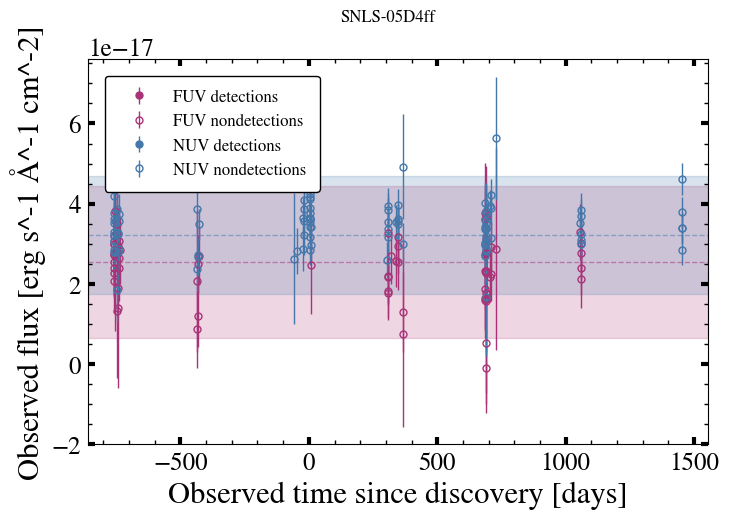 SNLS-05D4ff
1e−17
FUV detections
FUV nondetections
NUV detections
NUV nondetections
6
4
2
0
−2
−500
0
500
1000
1500
Observed time since discovery [days]
Observed flux [erg s^-1 Å^-1 cm^-2]